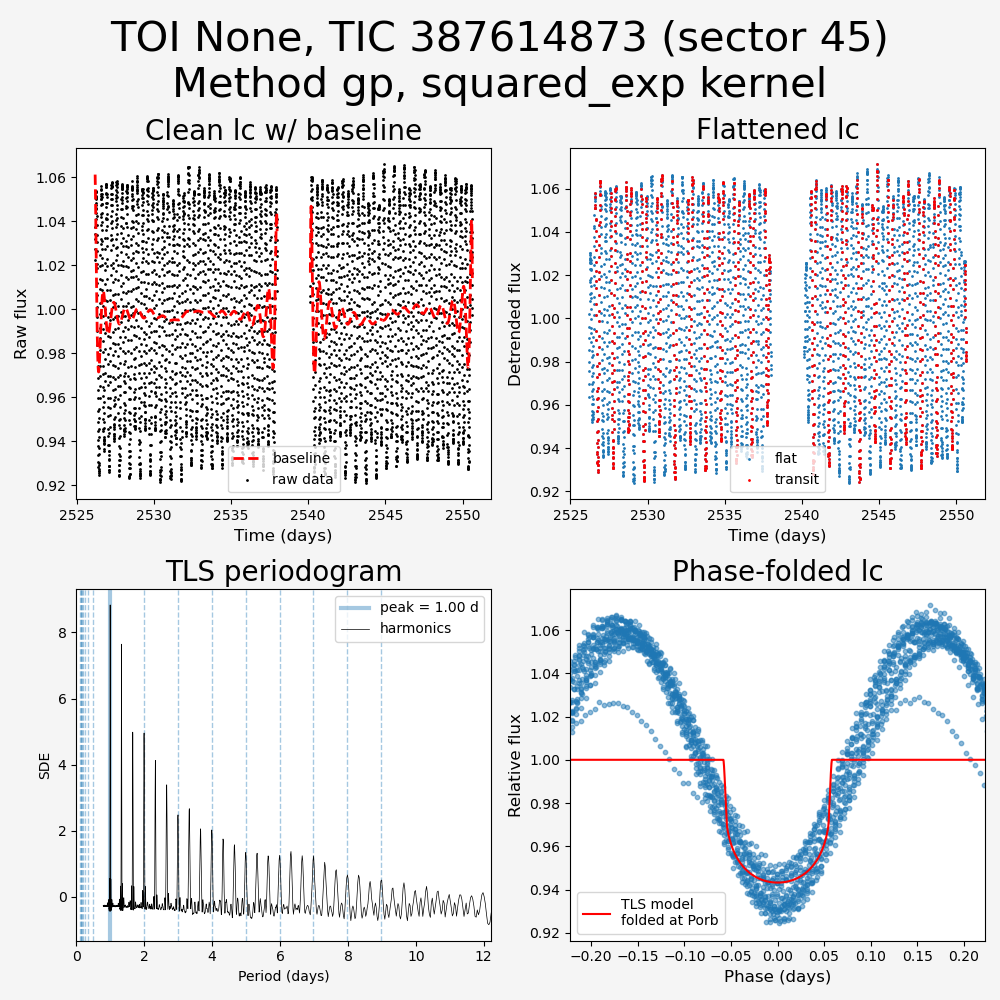 TOI None, TIC 387614873 (sector 45)
Method gp, squared_exp kernel
Clean lc w/ baseline
Raw flux
1.06
1.04
1.02
1.00
0.98
0.96
0.94
0.92
baseline
raw data
2525 2530 2535 2540 2545 2550
Time (days)
Flattened lc
Detrended flux
1.06
1.04
1.02
1.00
0.98
0.96
0.94
0.92
flat
transit
2525 2530 2535 2540 2545 2550
Time (days)
TLS periodogram
SDE
8
6
4
2
0
peak = 1.00 d
harmonics
0 2 4 6 8 10 12
Period (days)
Phase-folded lc
Relative flux
1.06
1.04
1.02
1.00
0.98
0.96
0.94
0.92
TLS model
folded at Porb
−0.20 −0.15 −0.10 −0.05 0.00 0.05 0.10 0.15 0.20
Phase (days)